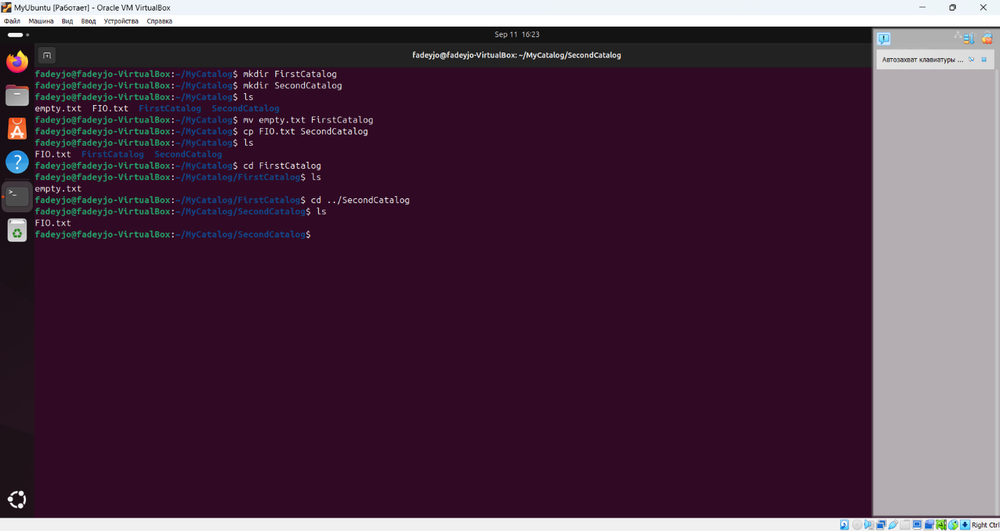 MyUbuntu [Работает] - Oracle VM VirtualBox
Файл Машина Вид Ввод Устройства Справка
Sep 11 16:23
fadeyjo@fadeyjo-VirtualBox: ~/MyCatalog/SecondCatalog
Автозахват клавиатуры ...
fadeyjo@fadeyjo-VirtualBox:~/MyCatalog$ mkdir FirstCatalog
fadeyjo@fadeyjo-VirtualBox:~/MyCatalog$ mkdir SecondCatalog
fadeyjo@fadeyjo-VirtualBox:~/MyCatalog$ ls
empty.txt  FIO.txt  FirstCatalog  SecondCatalog
fadeyjo@fadeyjo-VirtualBox:~/MyCatalog$ mv empty.txt FirstCatalog
fadeyjo@fadeyjo-VirtualBox:~/MyCatalog$ cp FIO.txt SecondCatalog
fadeyjo@fadeyjo-VirtualBox:~/MyCatalog$ ls
FIO.txt  FirstCatalog  SecondCatalog
fadeyjo@fadeyjo-VirtualBox:~/MyCatalog$ cd FirstCatalog
fadeyjo@fadeyjo-VirtualBox:~/MyCatalog/FirstCatalog$ ls
empty.txt
fadeyjo@fadeyjo-VirtualBox:~/MyCatalog/FirstCatalog$ cd ../SecondCatalog
fadeyjo@fadeyjo-VirtualBox:~/MyCatalog/SecondCatalog$ ls
FIO.txt
fadeyjo@fadeyjo-VirtualBox:~/MyCatalog/SecondCatalog$
Right Ctrl